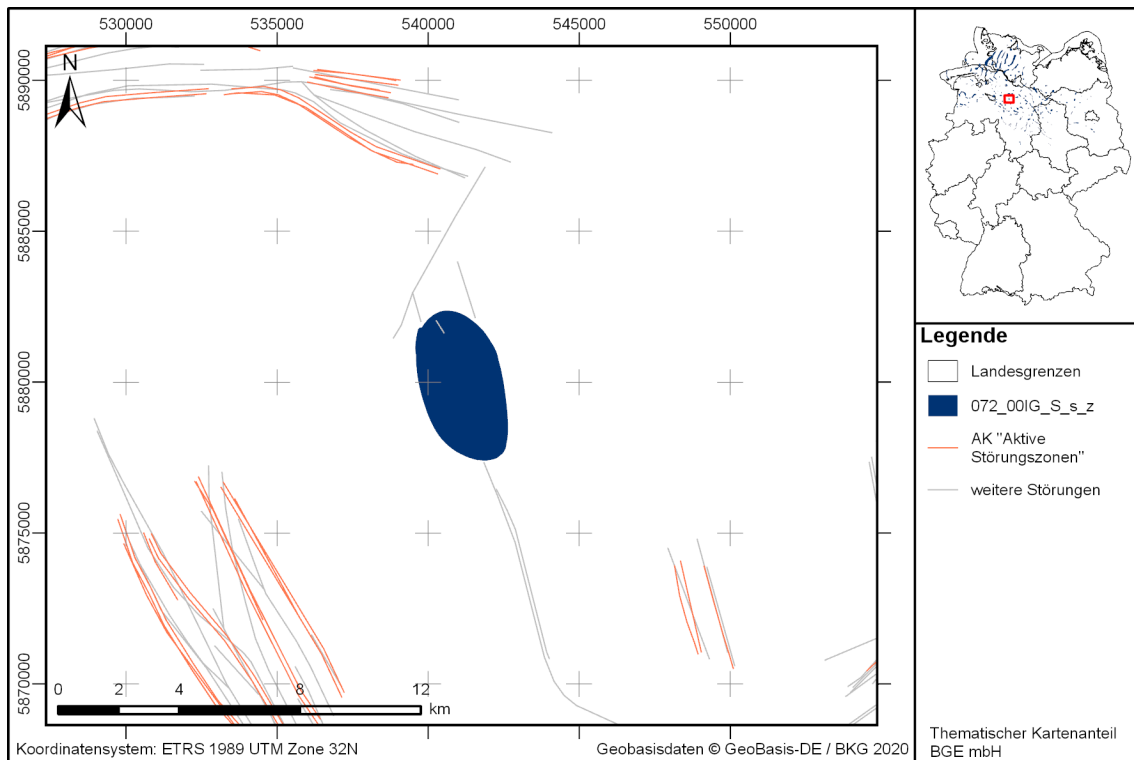 530000 535000 540000 545000 550000
N
5890000
5885000
5880000
5875000
5870000
0 2 4 8 12
km
Koordinatensystem: ETRS 1989 UTM Zone 32N
Geobasisdaten © GeoBasis-DE / BKG 2020
Legende
Landesgrenzen
072_00IG_S_s_z
AK "Aktive
Störungszonen"
weitere Störungen
Thematischer Kartenanteil
BGE mbH